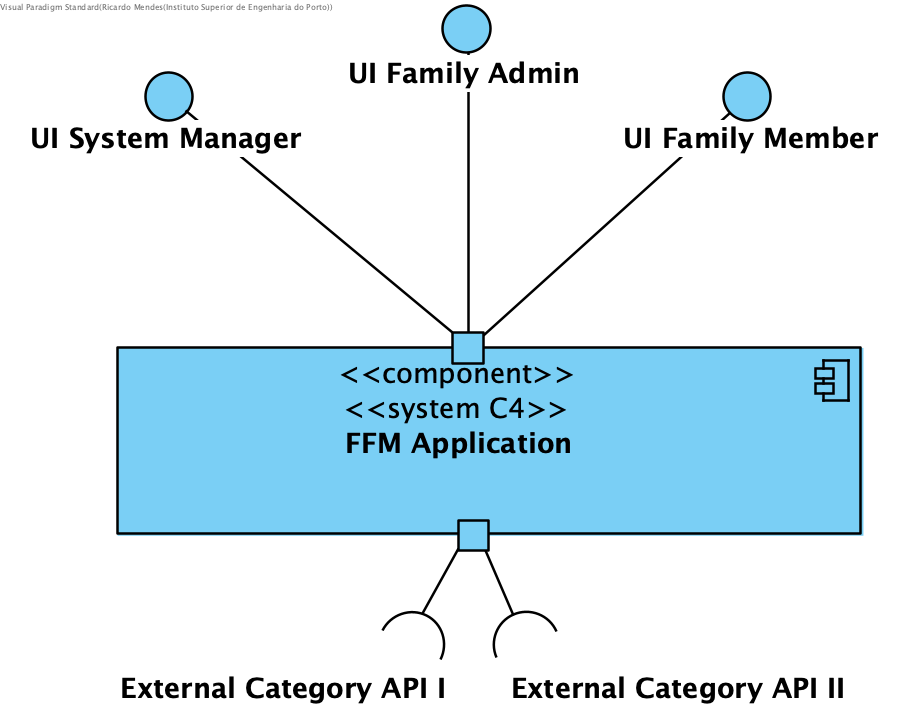 Visual Paradigm Standard(Ricardo Mendes(Instituto Superior de Engenharia do Porto))
UI Family Admin
UI System Manager
UI Family Member
<<component>>
<<system C4>>
FFM Application
External Category API I
External Category API II